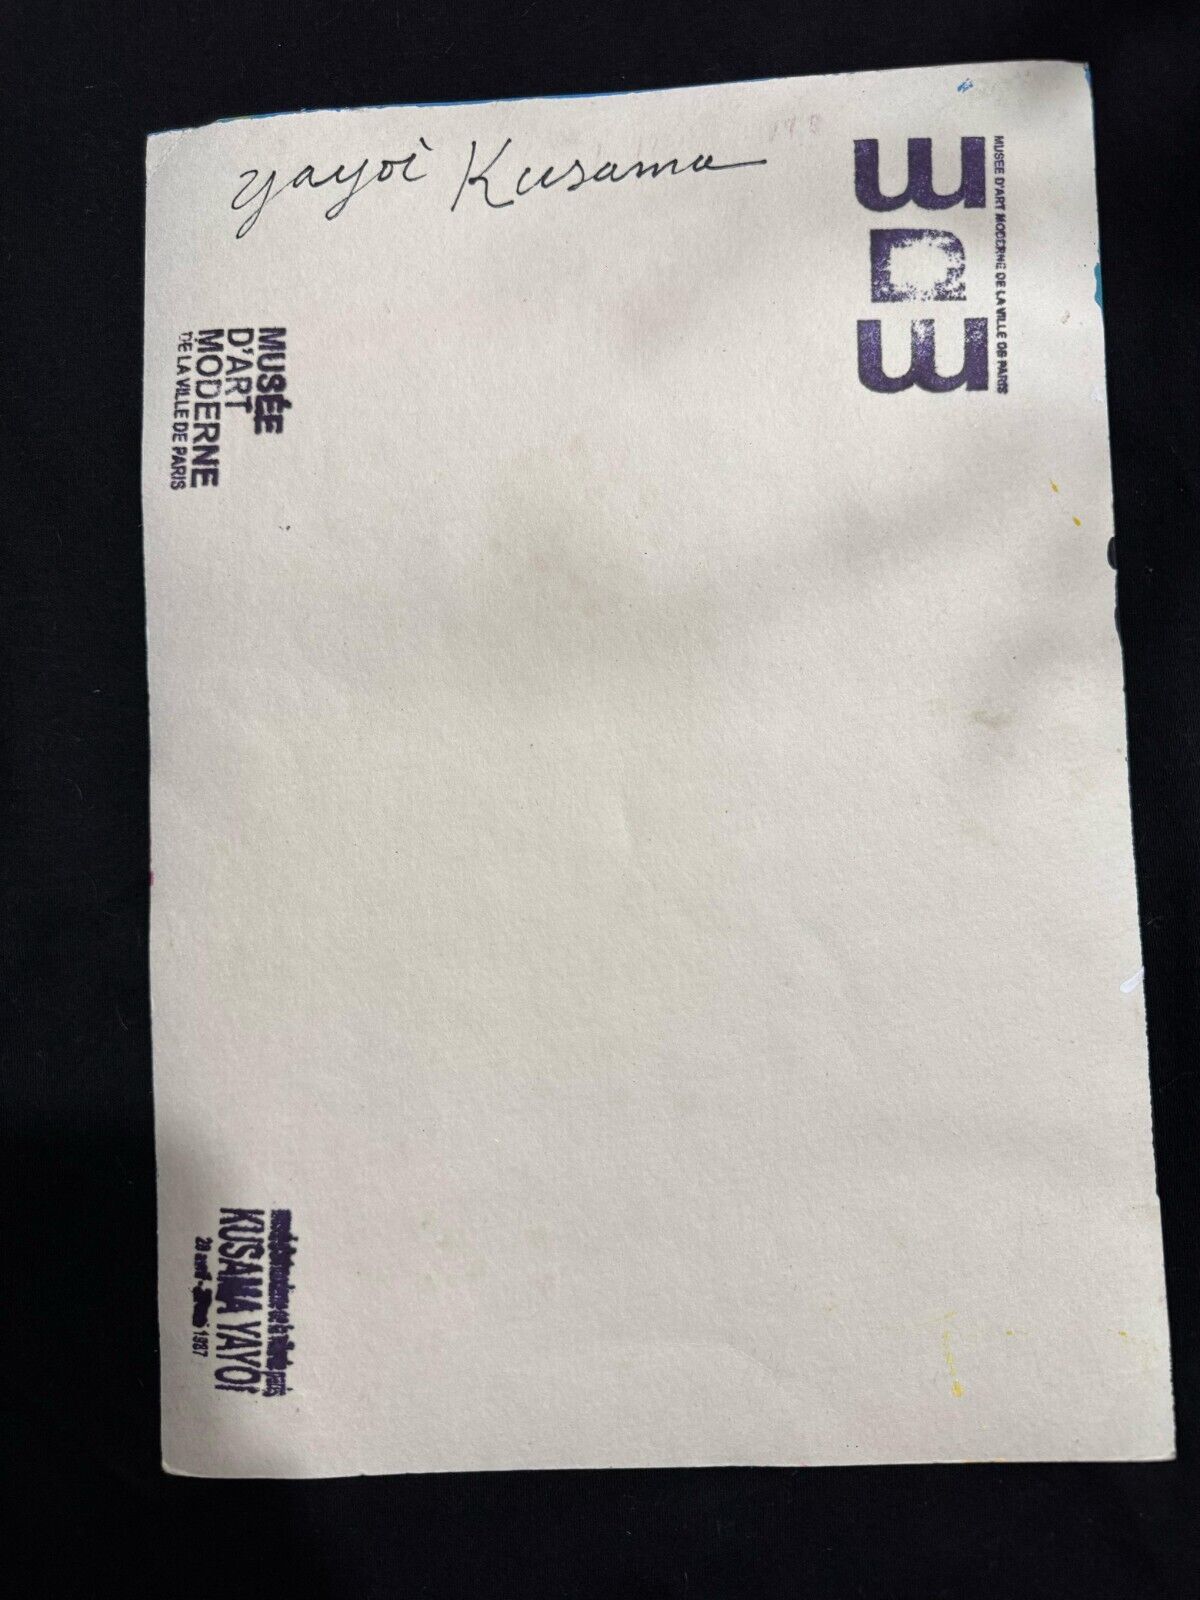 yayoi Kusama
MUSEE D'ART MODERNE DE LA VILLE DE PARIS
MUSÉE
D'ART
MODERNE
DE LA VILLE DE PARIS
KUSAMA YAYOI
1987